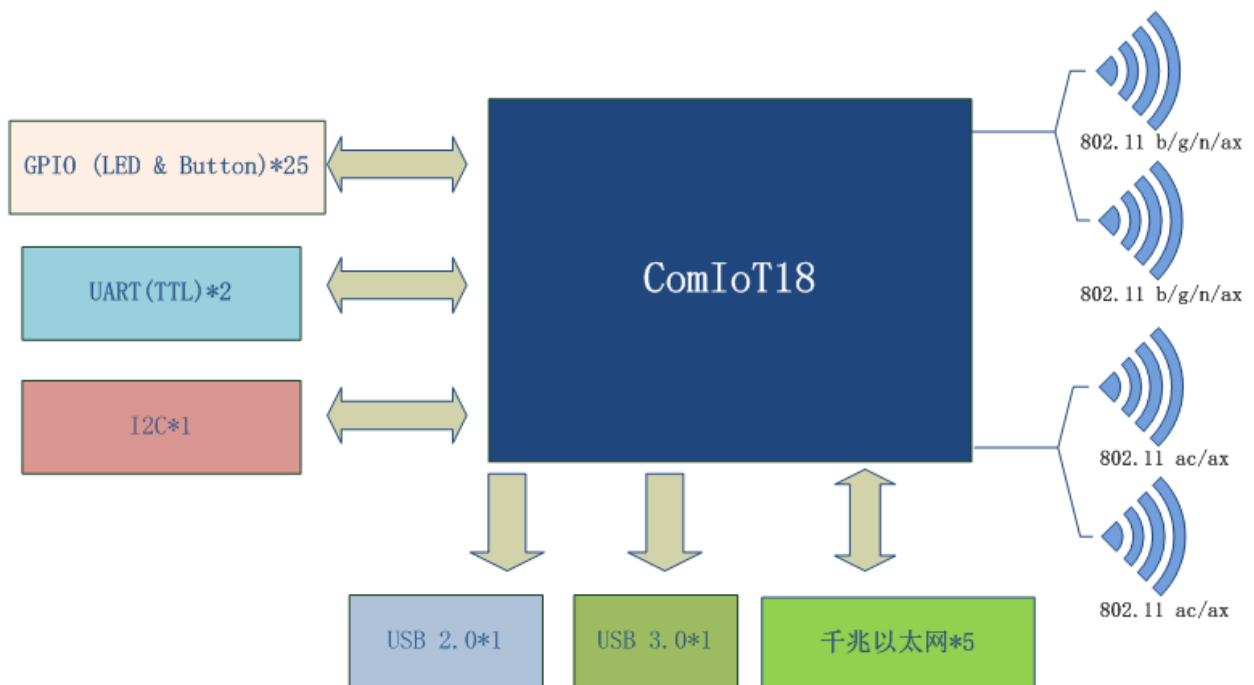 802.11 b/g/n/ax
GPIO (LED & Button)*25
ComIoT18
UART(TTL)*2
802.11 b/g/n/ax
I2C*1
802.11 ac/ax
802.11 ac/ax
USB 2.0*1
USB 3.0*1
千兆以太网*5